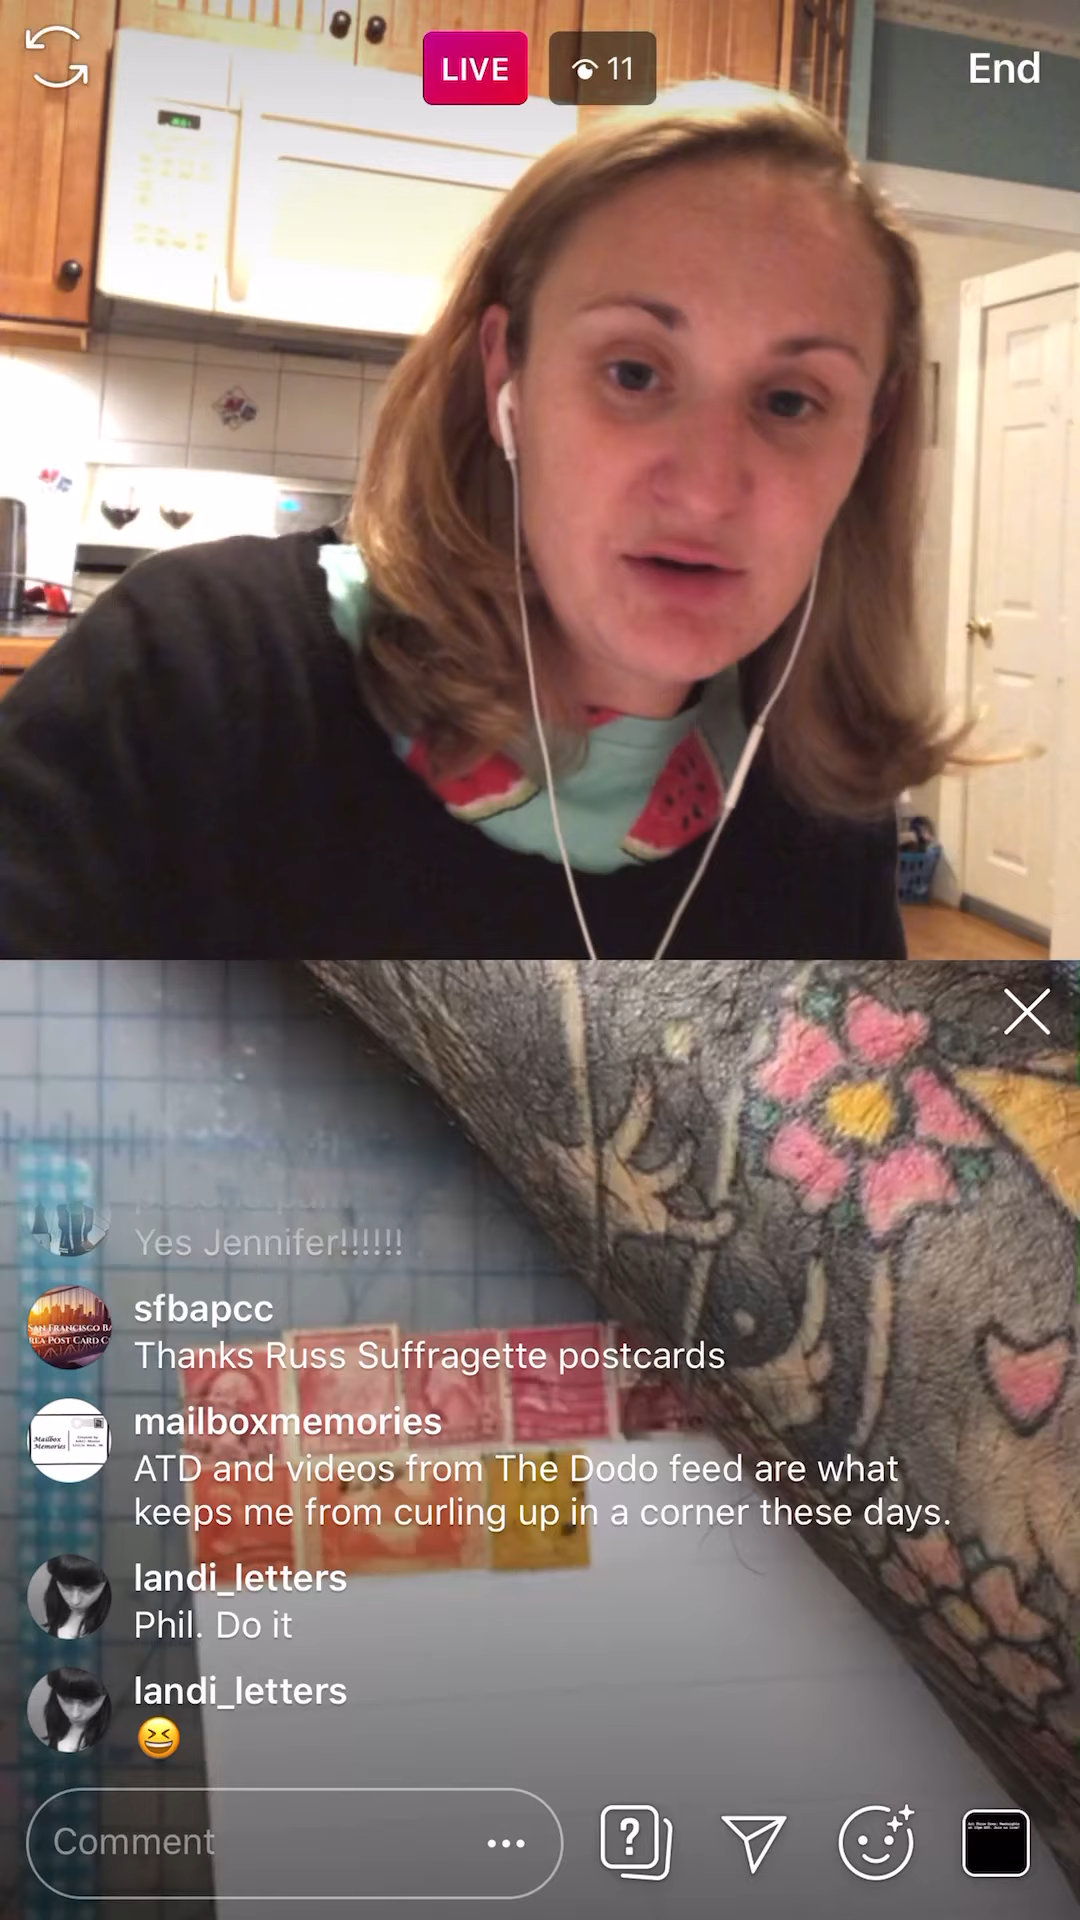 LIVE
11
End
Yes Jennifer!!!!!!
sfbapcc
Thanks Russ Suffragette postcards
mailboxmemories
ATD and videos from The Dodo feed are what
keeps me from curling up in a corner these days.
landi_letters
Phil. Do it
landi_letters
😆
Comment